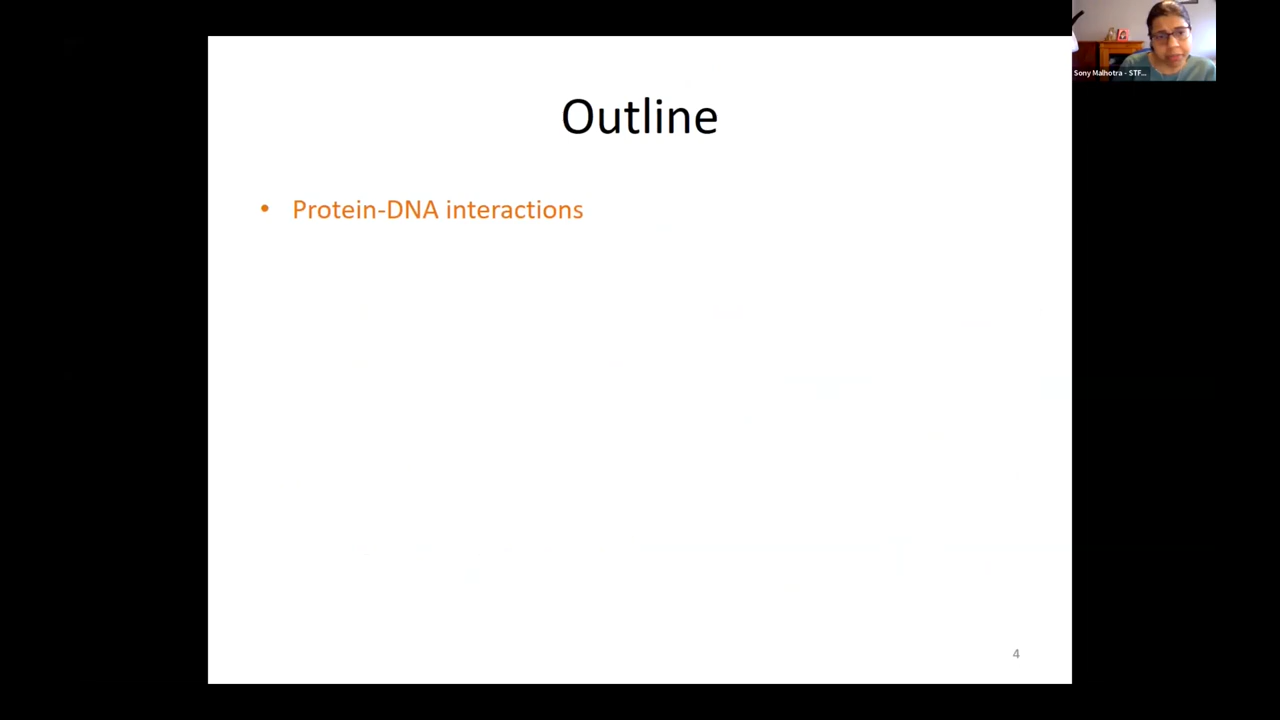 Outline
• Protein-DNA interactions
4
Sony Malhotra - STF...